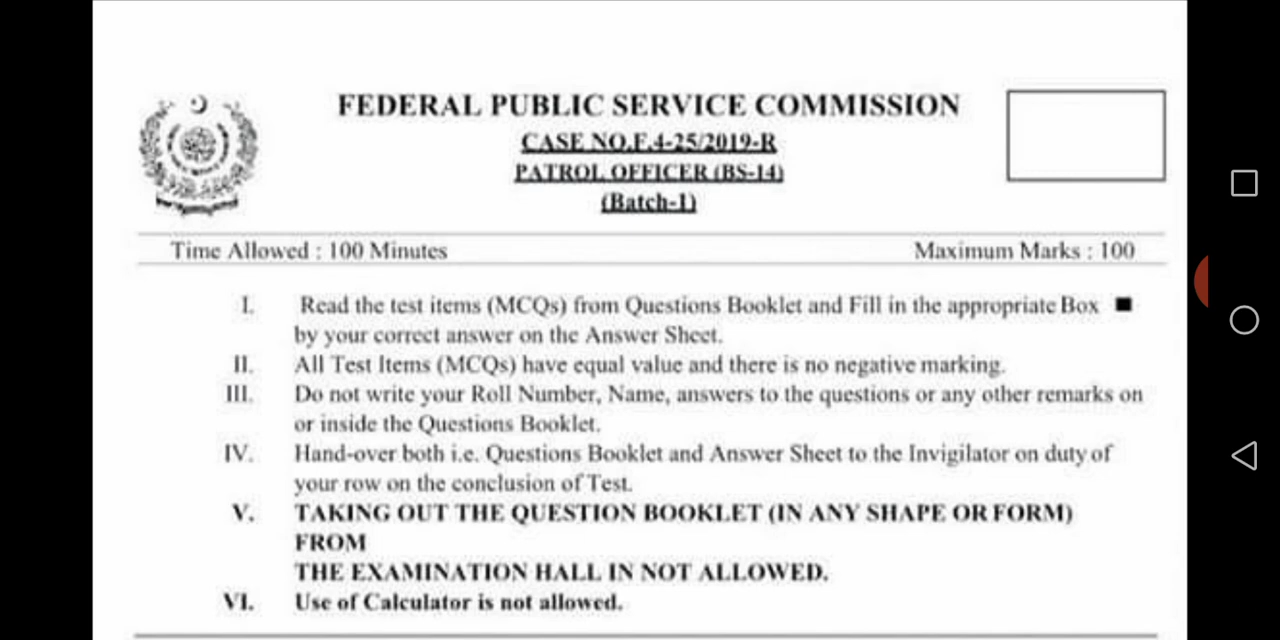 FEDERAL PUBLIC SERVICE COMMISSION
CASE NO.F.4-25/2019-R
PATROL OFFICER (BS-14)
(Batch-1)
Time Allowed : 100 Minutes
Maximum Marks : 100
I. Read the test items (MCQs) from Questions Booklet and Fill in the appropriate Box ■
by your correct answer on the Answer Sheet.
II. All Test Items (MCQs) have equal value and there is no negative marking.
III. Do not write your Roll Number, Name, answers to the questions or any other remarks on
or inside the Questions Booklet.
IV. Hand-over both i.e. Questions Booklet and Answer Sheet to the Invigilator on duty of
your row on the conclusion of Test.
V. TAKING OUT THE QUESTION BOOKLET (IN ANY SHAPE OR FORM)
FROM
THE EXAMINATION HALL IN NOT ALLOWED.
VI. Use of Calculator is not allowed.